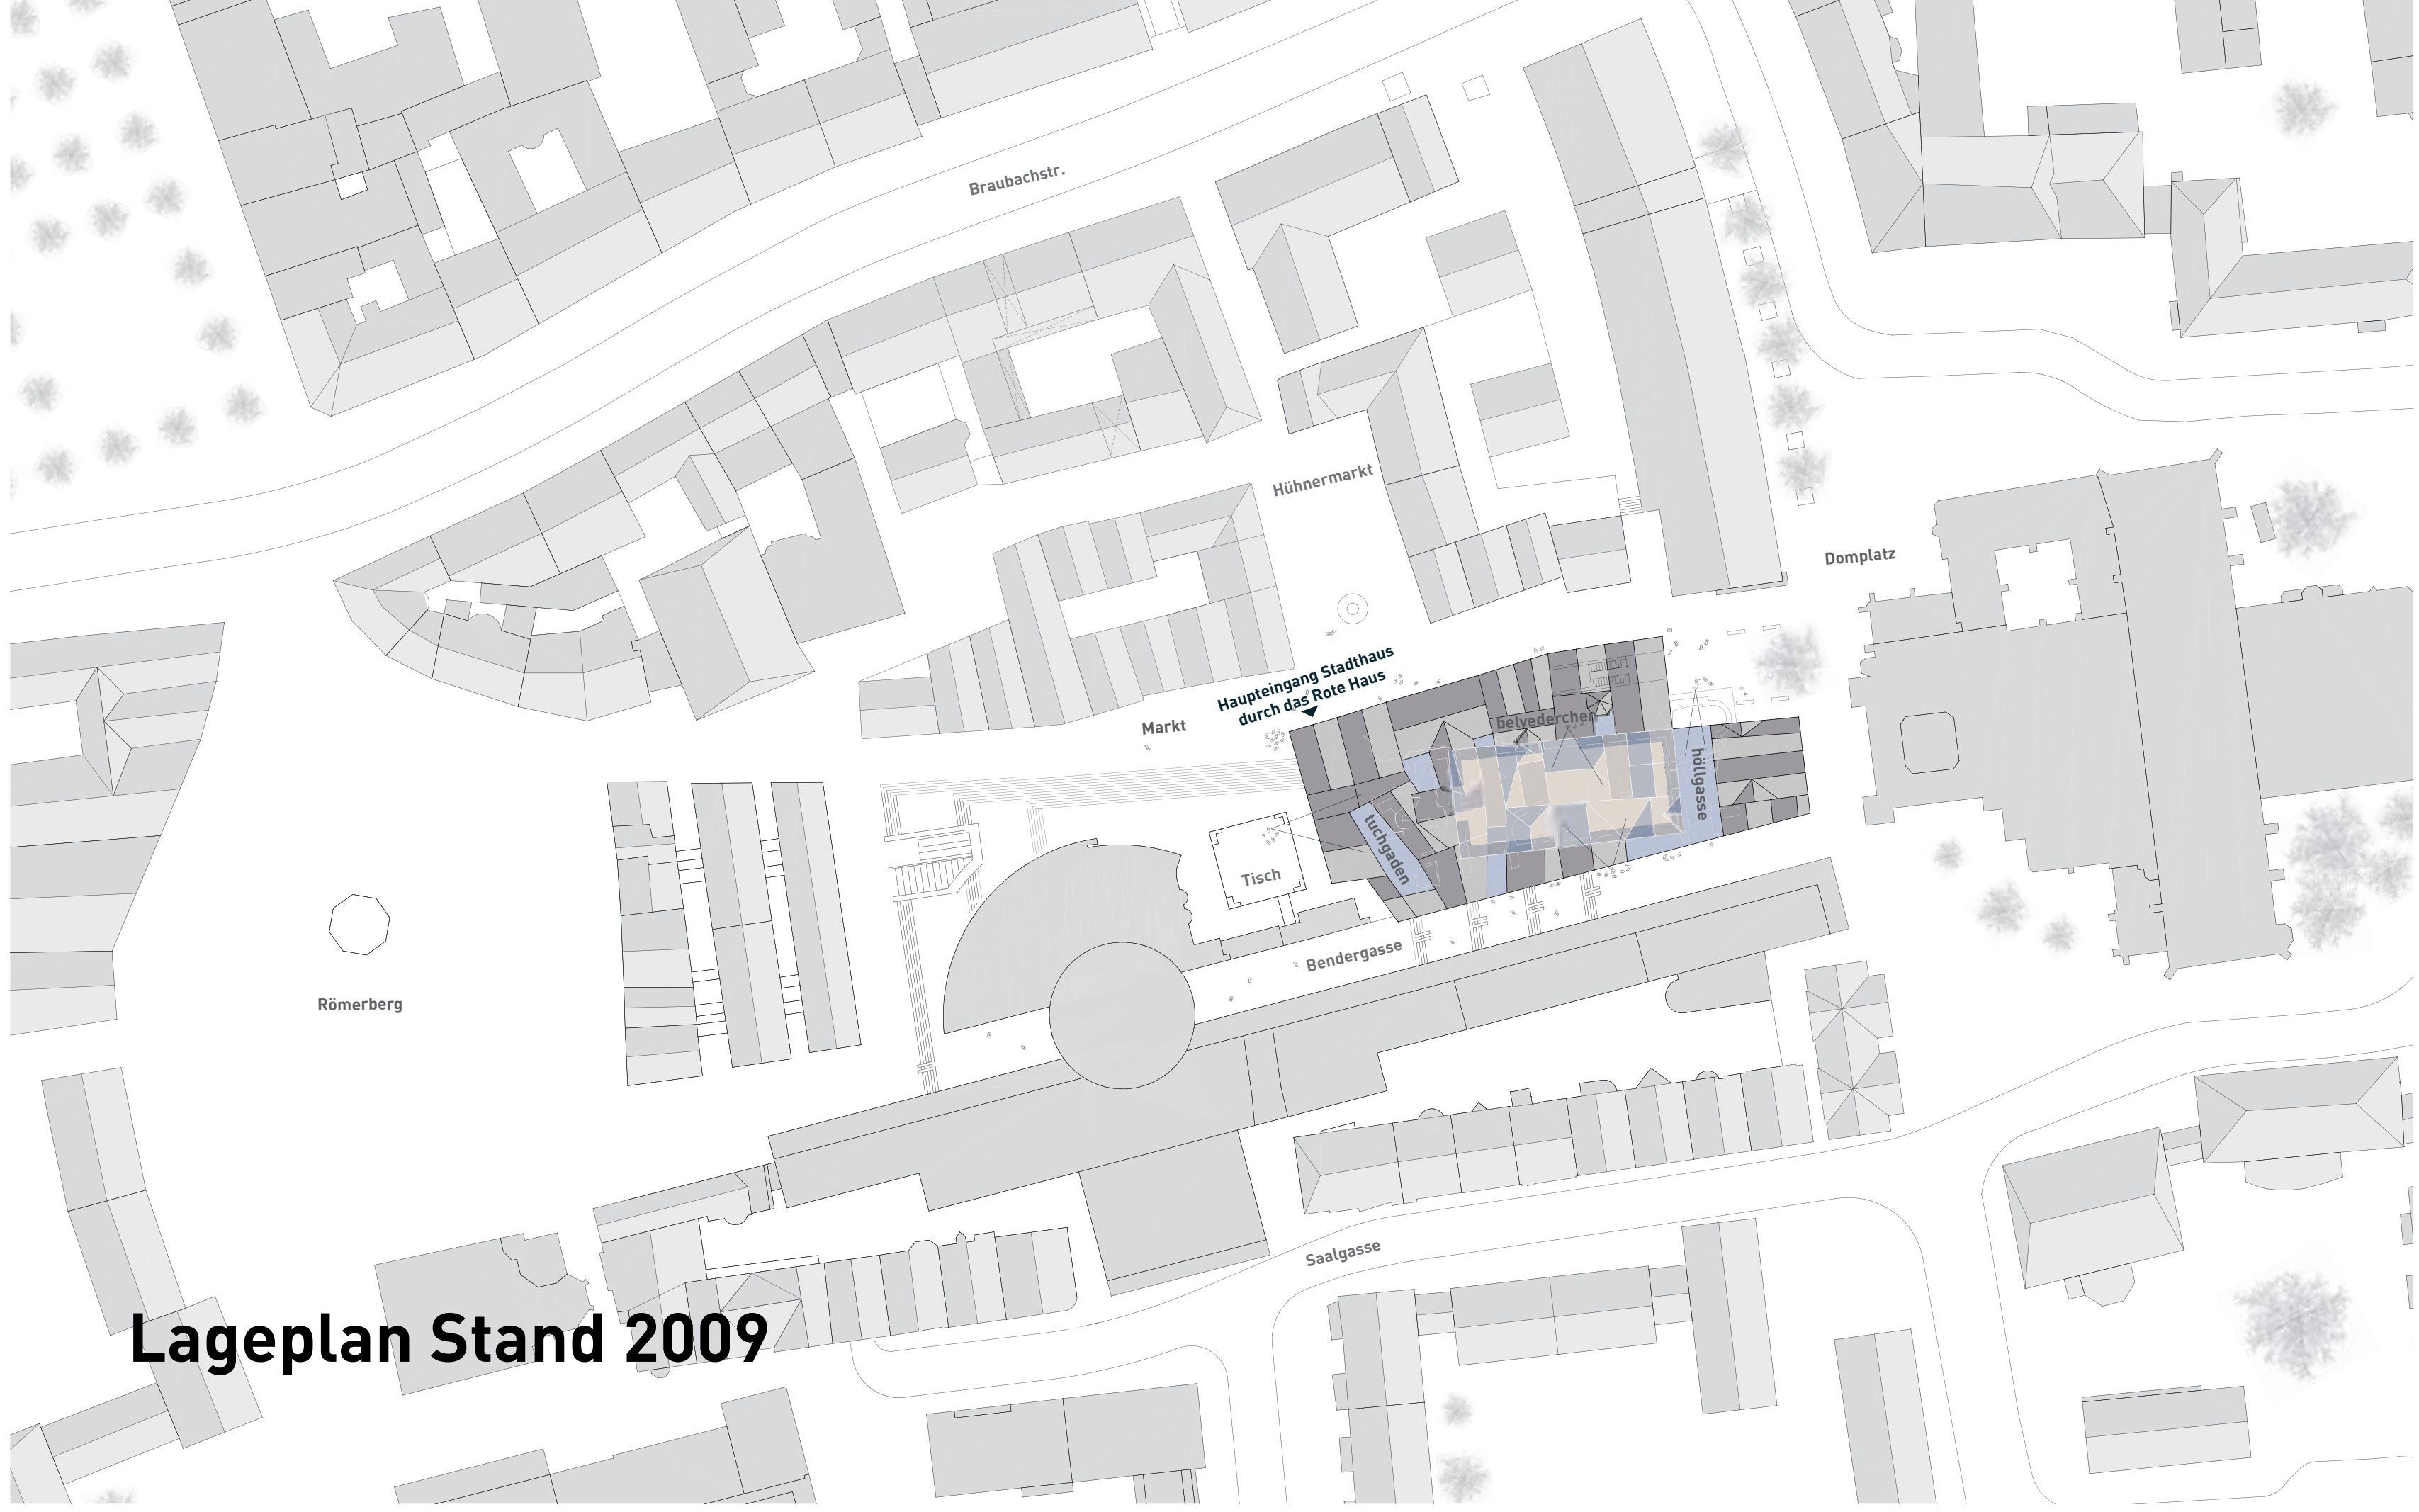 Braubachstr.
Hühnermarkt
Domplatz
Haupteingang Stadthaus
durch das Rote Haus
Markt
belvederchen
höllgasse
tuchgaden
Tisch
Bendergasse
Römerberg
Saalgasse
Lageplan Stand 2009